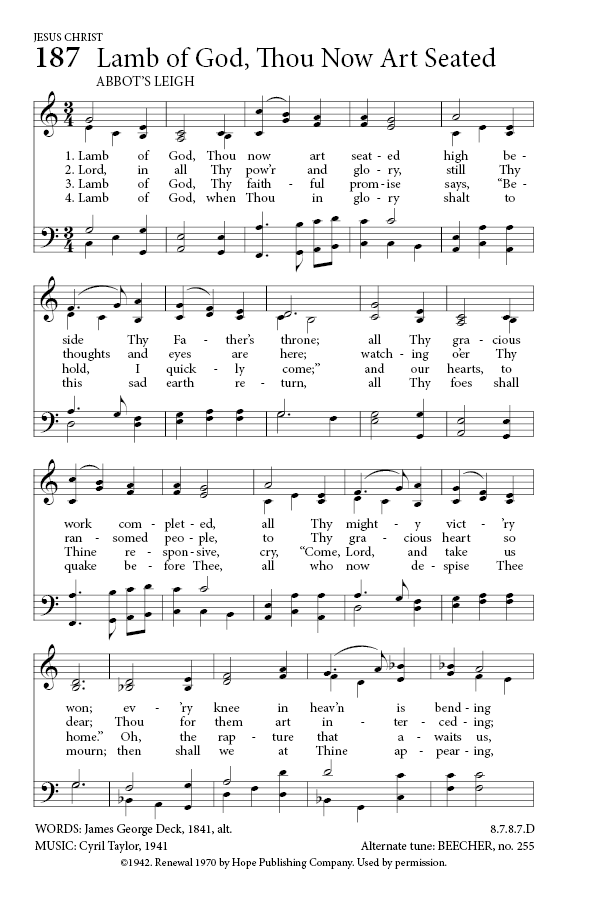 JESUS CHRIST
187 Lamb of God, Thou Now Art Seated
ABBOT'S LEIGH
1. Lamb of God, Thou now art seat - ed high be -
2. Lord, in all Thy pow'r and glo - ry, still Thy
3. Lamb of God, Thy faith - ful prom - ise says, "Be -
4. Lamb of God, when Thou in glo - ry shalt to
side Thy Fa - ther's throne; all Thy gra - cious
thoughts and eyes are here; watch - ing o'er Thy
hold, I quick - ly come;" and our hearts, to
this sad earth re - turn, all Thy foes shall
work com - plet - ed, all Thy might - y vict - 'ry
ran - somed peo - ple, to Thy gra - cious heart so
Thine re - spon - sive, cry, "Come, Lord, and take us
quake be - fore Thee, all who now de - spise Thee
won; ev - 'ry knee in heav'n is bend - ing
dear; Thou for them art in - ter - ced - ing;
home." Oh, the rap - ture that a - waits us,
mourn; then shall we at Thine ap - pear - ing,
WORDS: James George Deck, 1841, alt. 8.7.8.7.D
MUSIC: Cyril Taylor, 1941 Alternate tune: BEECHER, no. 255
©1942. Renewal 1970 by Hope Publishing Company. Used by permission.